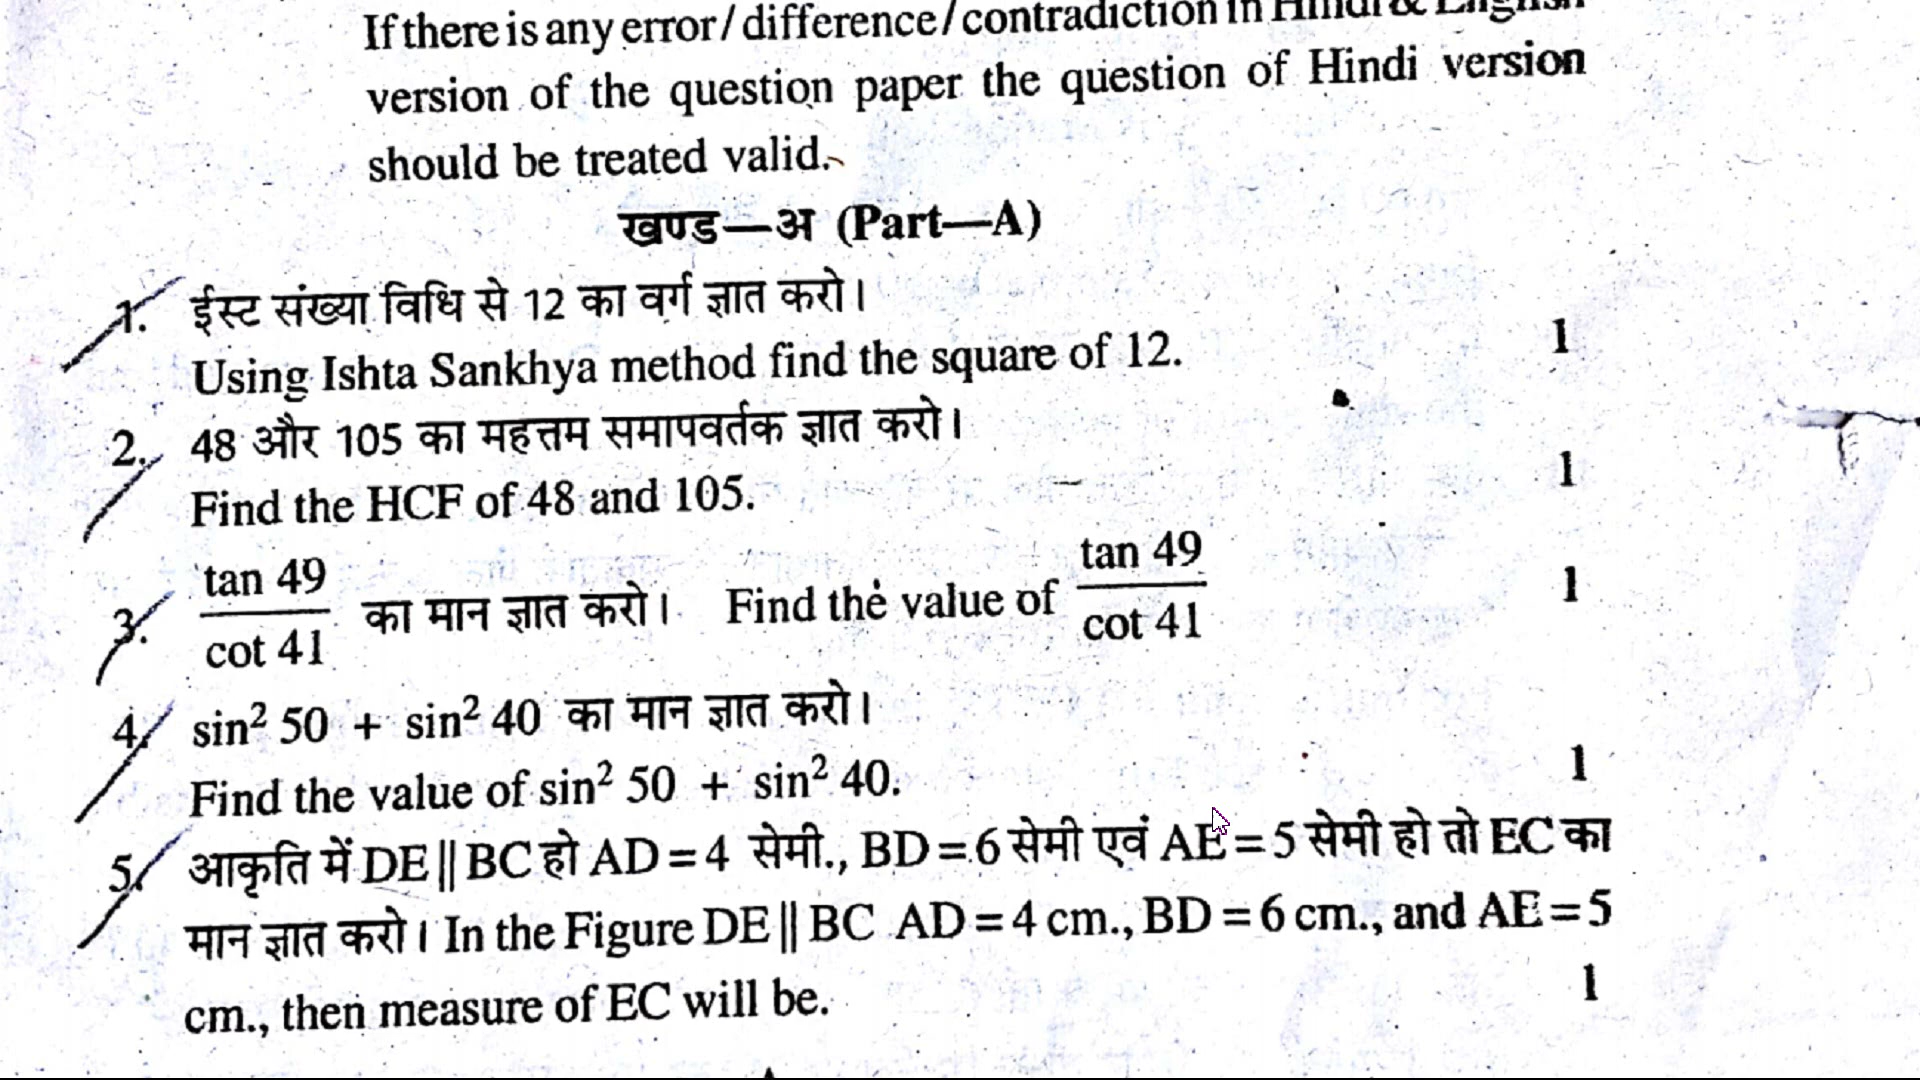 If there is any error / difference / contradiction in Hindi & English
version of the question paper the question of Hindi version
should be treated valid.
खण्ड—अ (Part—A)
1. ईस्ट संख्या विधि से 12 का वर्ग ज्ञात करो।
Using Ishta Sankhya method find the square of 12. 1
2. 48 और 105 का महत्तम समापवर्तक ज्ञात करो।
Find the HCF of 48 and 105. 1
3. tan 49 / cot 41 का मान ज्ञात करो। Find the value of tan 49 / cot 41 1
4. sin² 50 + sin² 40 का मान ज्ञात करो।
Find the value of sin² 50 + sin² 40. 1
5. आकृति में DE || BC हो AD = 4 सेमी., BD = 6 सेमी एवं AE = 5 सेमी हो तो EC का
मान ज्ञात करो। In the Figure DE || BC AD = 4 cm., BD = 6 cm., and AE = 5
cm., then measure of EC will be. 1